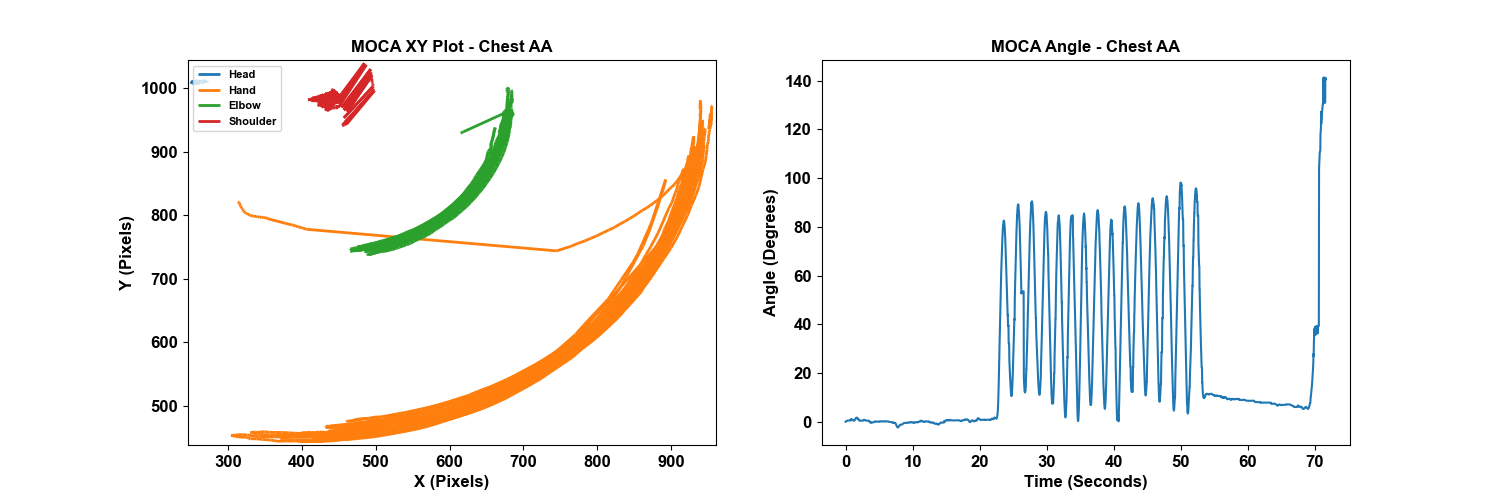 MOCA XY Plot - Chest AA
Head
Hand
Elbow
Shoulder
1000
900
800
700
600
500
300 400 500 600 700 800 900
X (Pixels)
Y (Pixels)
MOCA Angle - Chest AA
140
120
100
80
60
40
20
0
0 10 20 30 40 50 60 70
Time (Seconds)
Angle (Degrees)